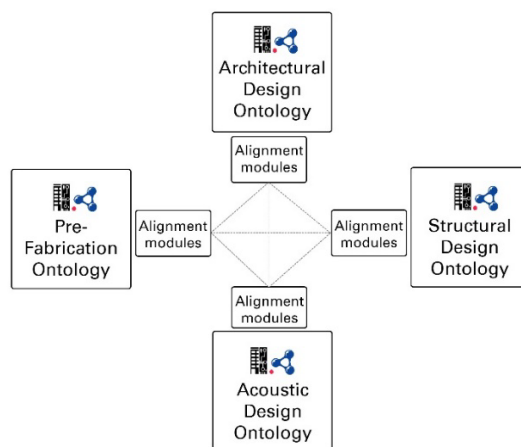 Architectural
Design
Ontology
Alignment
modules
Pre-
Fabrication
Ontology
Alignment
modules
Alignment
modules
Structural
Design
Ontology
Alignment
modules
Acoustic
Design
Ontology